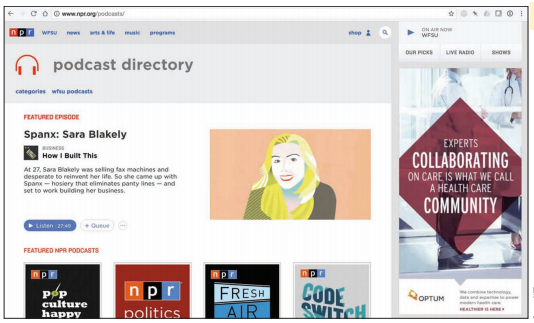 www.npr.org/podcasts/
npr
WFSU
news
arts & life
music
programs
shop
ON AIR NOW
WFSU
OUR PICKS
LIVE RADIO
SHOWS
podcast directory
categories
wfsu podcasts
FEATURED EPISODE
Spanx: Sara Blakely
BUSINESS
How I Built This
At 27, Sara Blakely was selling fax machines and
desperate to reinvent her life. So she came up with
Spanx — hosiery that eliminates panty lines — and
set to work building her business.
Listen · 27:49
+ Queue
FEATURED NPR PODCASTS
npr
pop
culture
happy
npr
politics
npr
FRESH
AIR
npr
CODE
SWITCH
EXPERTS
COLLABORATING
ON CARE IS WHAT WE CALL
A HEALTH CARE
COMMUNITY
OPTUM
We combine technology,
data and expertise to power
modern health care.
HEALTHIER IS HERE